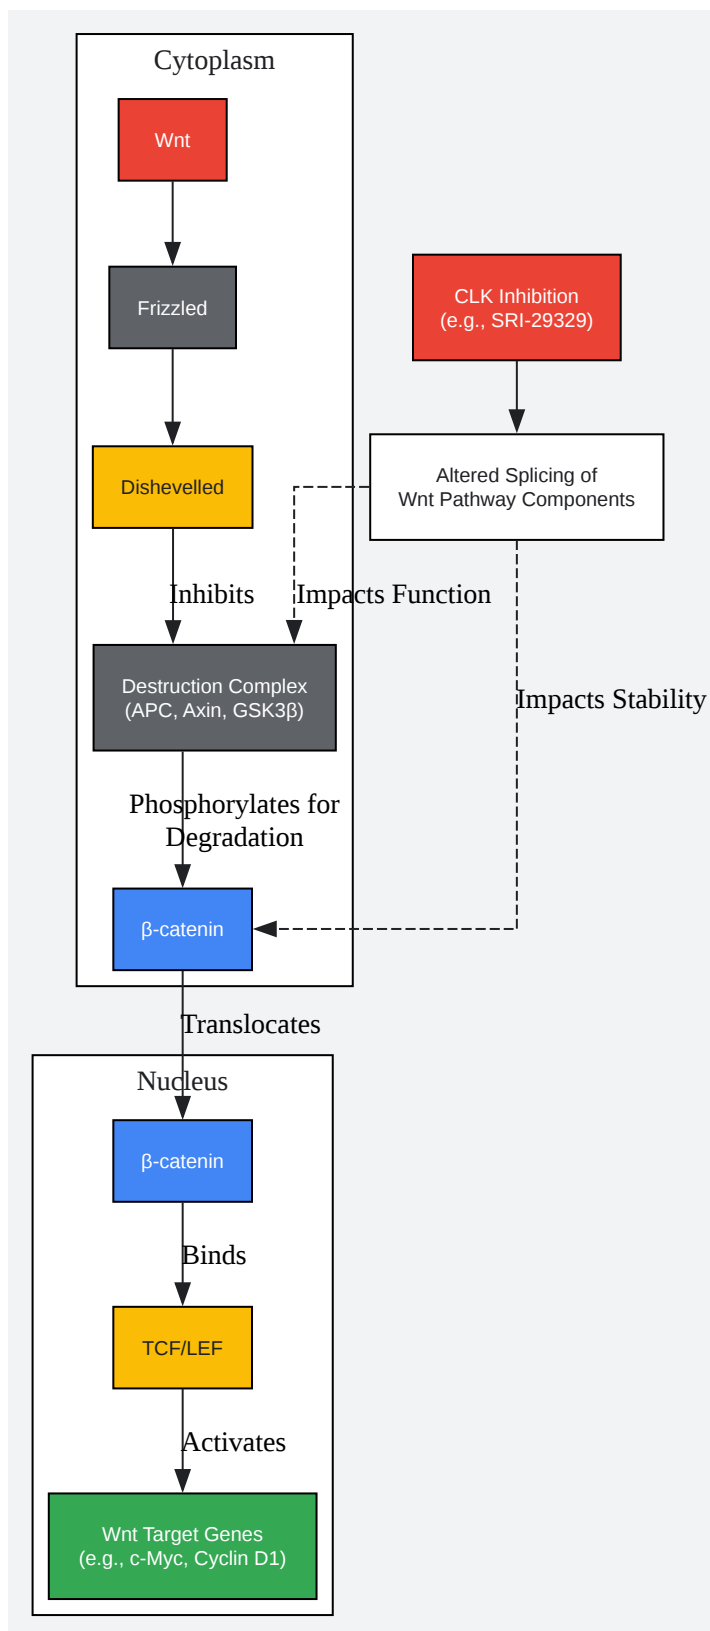 Cytoplasm
Wnt
Frizzled
CLK Inhibition
(e.g., SRI-29329)
Dishevelled
Altered Splicing of
Wnt Pathway Components
Inhibits
Impacts Function
Destruction Complex
(APC, Axin, GSK3β)
Impacts Stability
Phosphorylates for
Degradation
β-catenin
Translocates
Nucleus
β-catenin
Binds
TCF/LEF
Activates
Wnt Target Genes
(e.g., c-Myc, Cyclin D1)